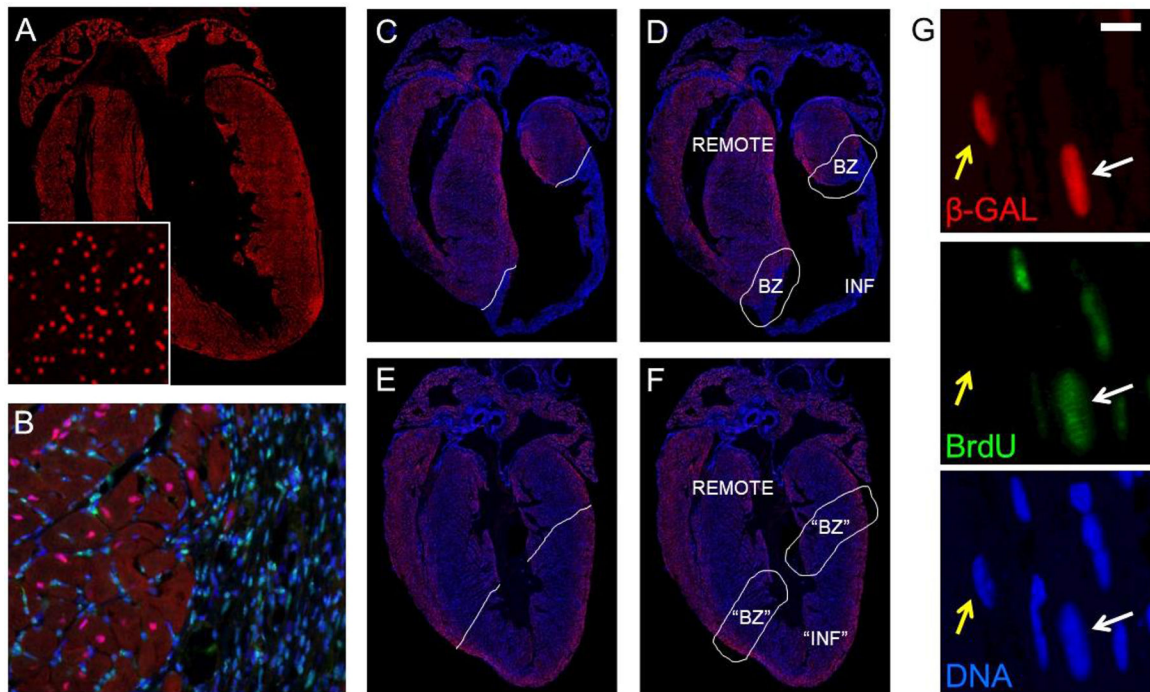 A
B
C
D
REMOTE
BZ
BZ
INF
E
F
REMOTE
"BZ"
"BZ"
"INF"
G
β-GAL
BrdU
DNA